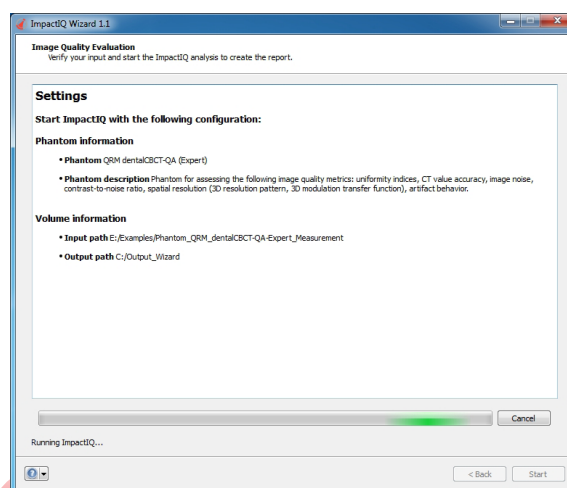 ImpactIQ Wizard 1.1
Image Quality Evaluation
Verify your input and start the ImpactIQ analysis to create the report.
Settings
Start ImpactIQ with the following configuration:
Phantom information
• Phantom QRM dentalCBCT-QA (Expert)
• Phantom description Phantom for assessing the following image quality metrics: uniformity indices, CT value accuracy, image noise,
contrast-to-noise ratio, spatial resolution (3D resolution pattern, 3D modulation transfer function), artifact behavior.
Volume information
• Input path E:/Examples/Phantom_QRM_dentalCBCT-QA-Expert_Measurement
• Output path C:/Output_Wizard
Cancel
Running ImpactIQ...
< Back Start